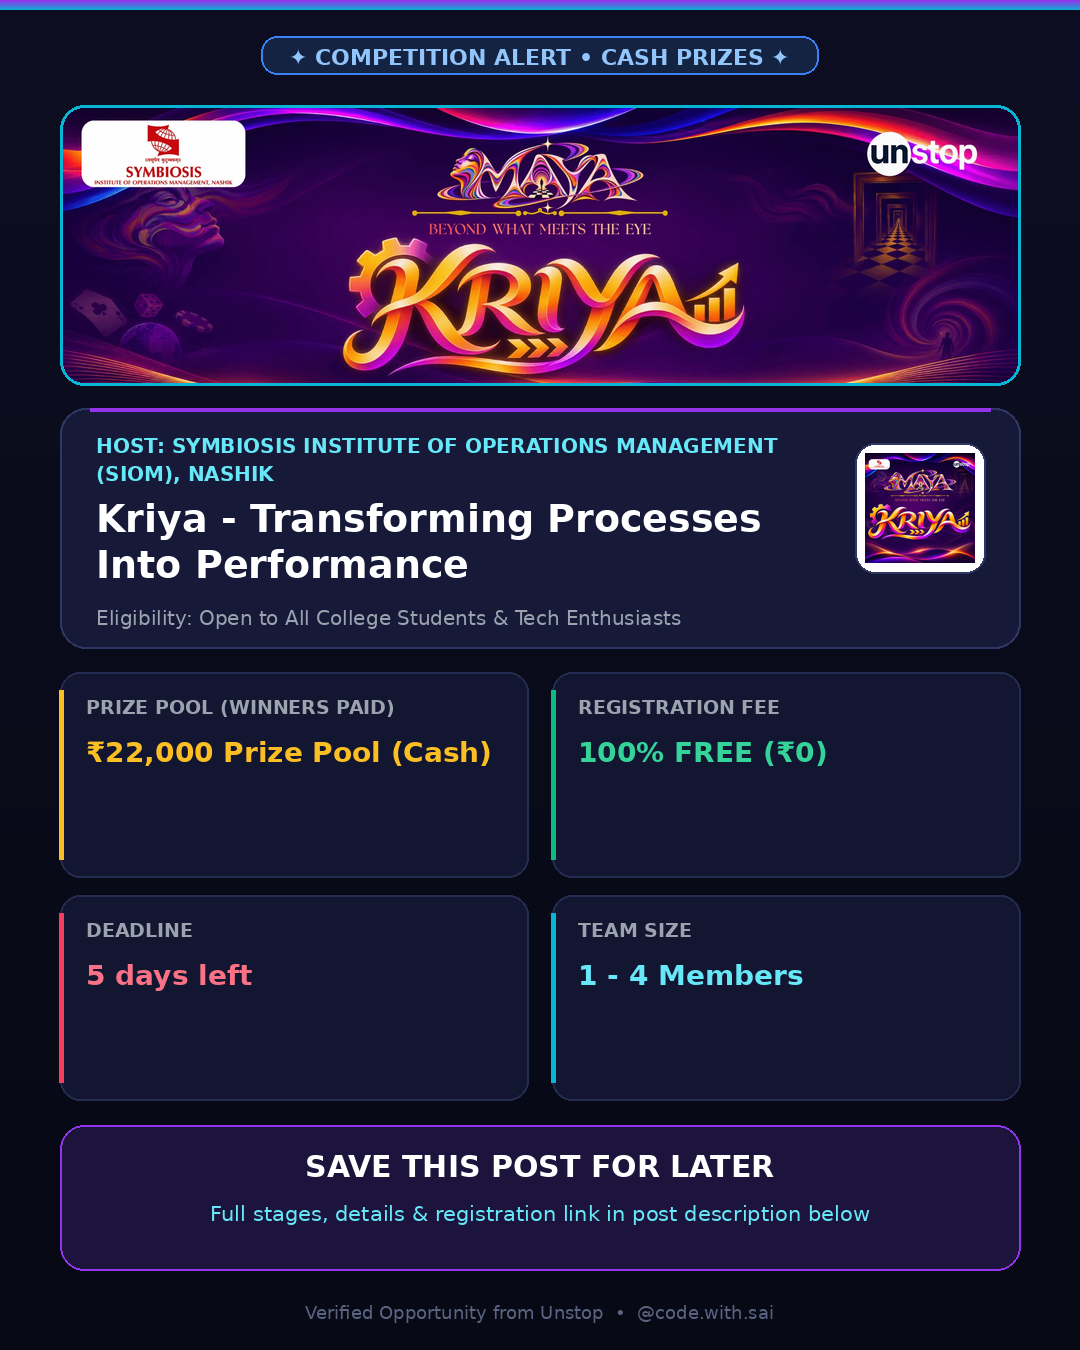 ✦ COMPETITION ALERT • CASH PRIZES ✦
SYMBIOSIS
INSTITUTE OF OPERATIONS MANAGEMENT, NASHIK
unstop
MAYA
BEYOND WHAT MEETS THE EYE
KRIYA
HOST: SYMBIOSIS INSTITUTE OF OPERATIONS MANAGEMENT
(SIOM), NASHIK
Kriya - Transforming Processes
Into Performance
Eligibility: Open to All College Students & Tech Enthusiasts
MAYA
KRIYA
PRIZE POOL (WINNERS PAID)
₹22,000 Prize Pool (Cash)
REGISTRATION FEE
100% FREE (₹0)
DEADLINE
5 days left
TEAM SIZE
1 - 4 Members
SAVE THIS POST FOR LATER
Full stages, details & registration link in post description below
Verified Opportunity from Unstop • @code.with.sai